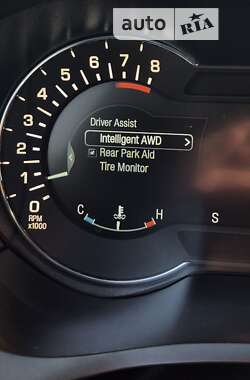 auto RIA
8
7
6
5
4
3
2
1
0
RPM
x1000
Driver Assist
Intelligent AWD
Rear Park Aid
Tire Monitor
C H S